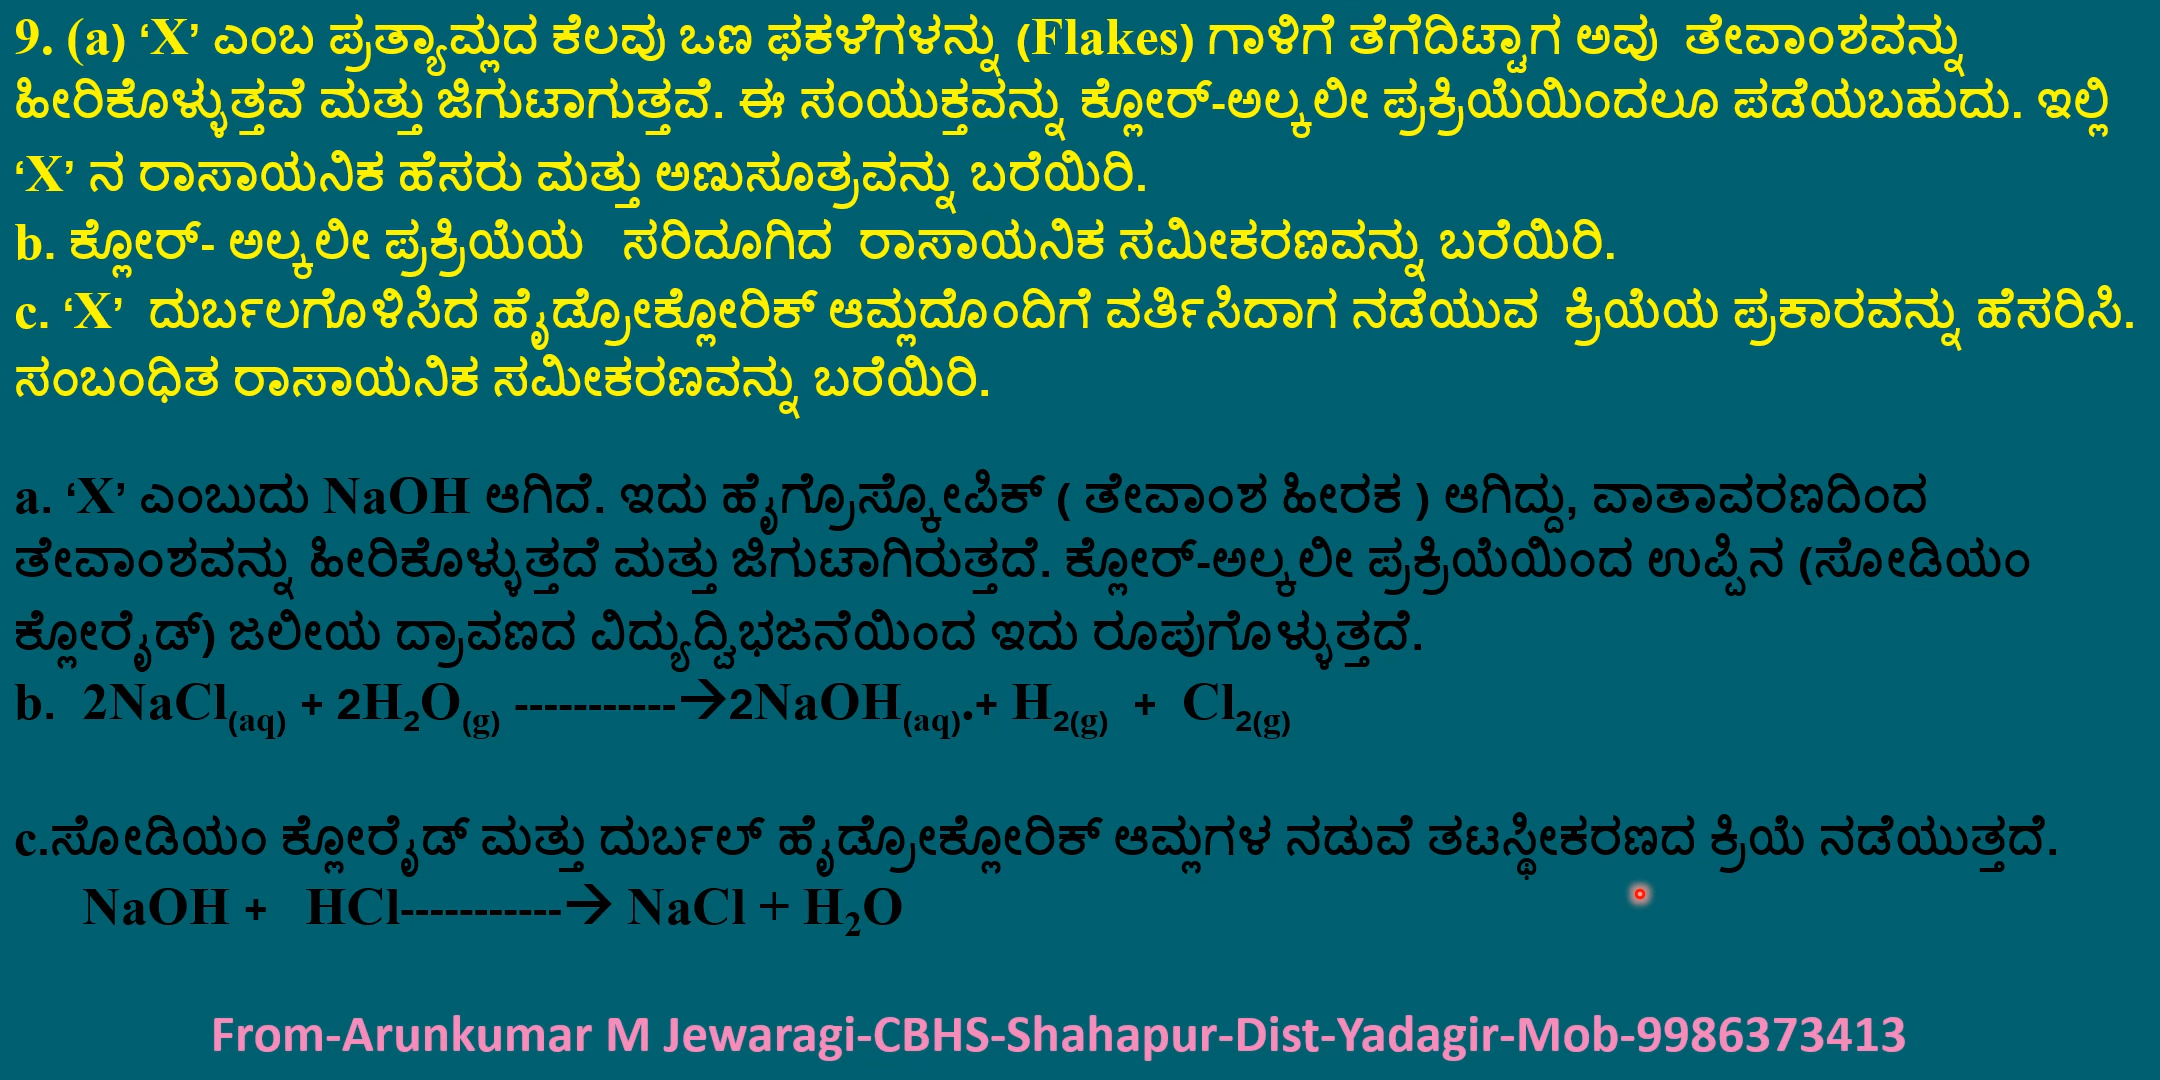 9. (a) ‘X’ ಎಂಬ ಪ್ರತ್ಯಾಮ್ಲದ ಕೆಲವು ಒಣ ಫಕಳೆಗಳನ್ನು (Flakes) ಗಾಳಿಗೆ ತೆಗೆದಿಟ್ಟಾಗ ಅವು ತೇವಾಂಶವನ್ನು
ಹೀರಿಕೊಳ್ಳುತ್ತವೆ ಮತ್ತು ಜಿಗುಟಾಗುತ್ತವೆ. ಈ ಸಂಯುಕ್ತವನ್ನು ಕ್ಲೋರ್-ಅಲ್ಕಲೀ ಪ್ರಕ್ರಿಯೆಯಿಂದಲೂ ಪಡೆಯಬಹುದು. ಇಲ್ಲಿ
‘X’ ನ ರಾಸಾಯನಿಕ ಹೆಸರು ಮತ್ತು ಅಣುಸೂತ್ರವನ್ನು ಬರೆಯಿರಿ.
b. ಕ್ಲೋರ್- ಅಲ್ಕಲೀ ಪ್ರಕ್ರಿಯೆಯ ಸರಿದೂಗಿದ ರಾಸಾಯನಿಕ ಸಮೀಕರಣವನ್ನು ಬರೆಯಿರಿ.
c. ‘X’ ದುರ್ಬಲಗೊಳಿಸಿದ ಹೈಡ್ರೋಕ್ಲೋರಿಕ್ ಆಮ್ಲದೊಂದಿಗೆ ವರ್ತಿಸಿದಾಗ ನಡೆಯುವ ಕ್ರಿಯೆಯ ಪ್ರಕಾರವನ್ನು ಹೆಸರಿಸಿ.
ಸಂಬಂಧಿತ ರಾಸಾಯನಿಕ ಸಮೀಕರಣವನ್ನು ಬರೆಯಿರಿ.
a. ‘X’ ಎಂಬುದು NaOH ಆಗಿದೆ. ಇದು ಹೈಗ್ರೊಸ್ಕೋಪಿಕ್ ( ತೇವಾಂಶ ಹೀರಕ ) ಆಗಿದ್ದು, ವಾತಾವರಣದಿಂದ
ತೇವಾಂಶವನ್ನು ಹೀರಿಕೊಳ್ಳುತ್ತದೆ ಮತ್ತು ಜಿಗುಟಾಗಿರುತ್ತದೆ. ಕ್ಲೋರ್-ಅಲ್ಕಲೀ ಪ್ರಕ್ರಿಯೆಯಿಂದ ಉಪ್ಪಿನ (ಸೋಡಿಯಂ
ಕ್ಲೋರೈಡ್) ಜಲೀಯ ದ್ರಾವಣದ ವಿದ್ಯುದ್ವಿಭಜನೆಯಿಂದ ಇದು ರೂಪುಗೊಳ್ಳುತ್ತದೆ.
b. 2NaCl(aq) + 2H₂O(g) -----------→2NaOH(aq).+ H₂(g) + Cl₂(g)
c.ಸೋಡಿಯಂ ಕ್ಲೋರೈಡ್ ಮತ್ತು ದುರ್ಬಲ್ ಹೈಡ್ರೋಕ್ಲೋರಿಕ್ ಆಮ್ಲಗಳ ನಡುವೆ ತಟಸ್ಥೀಕರಣದ ಕ್ರಿಯೆ ನಡೆಯುತ್ತದೆ.
NaOH + HCl-----------→ NaCl + H₂O
From-Arunkumar M Jewaragi-CBHS-Shahapur-Dist-Yadagir-Mob-9986373413